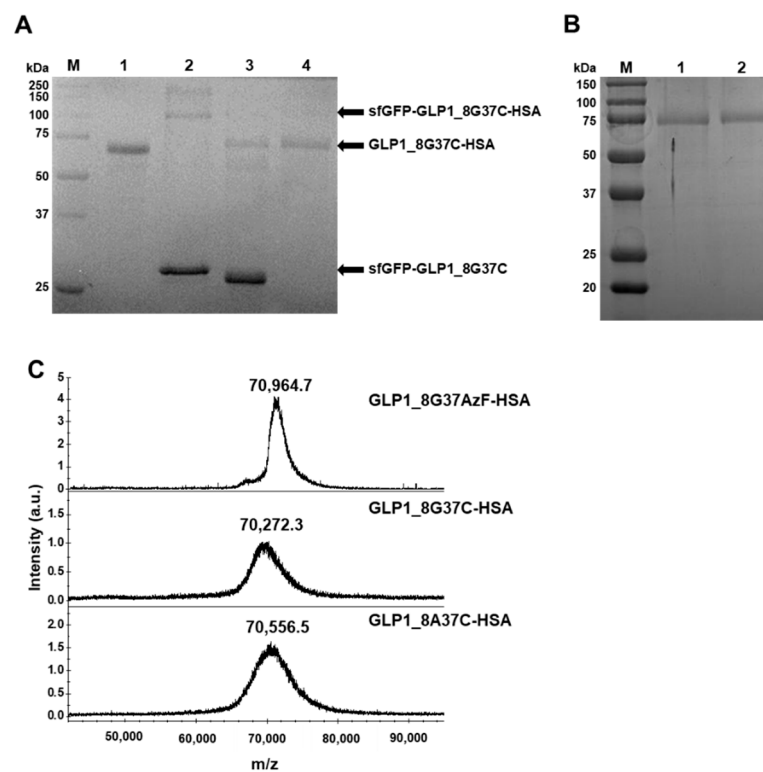 A
B
kDa M 1 2 3 4
250
150
100
75
50
37
25
sfGFP-GLP1_8G37C-HSA
GLP1_8G37C-HSA
sfGFP-GLP1_8G37C
kDa M 1 2
150
100
75
50
37
25
20
C
Intensity (a.u.)
5
4
3
2
1
0
70,964.7
GLP1_8G37AzF-HSA
1.5
1.0
0.5
0.0
70,272.3
GLP1_8G37C-HSA
2.0
1.5
1.0
0.5
0.0
70,556.5
GLP1_8A37C-HSA
50,000 60,000 70,000 80,000 90,000
m/z